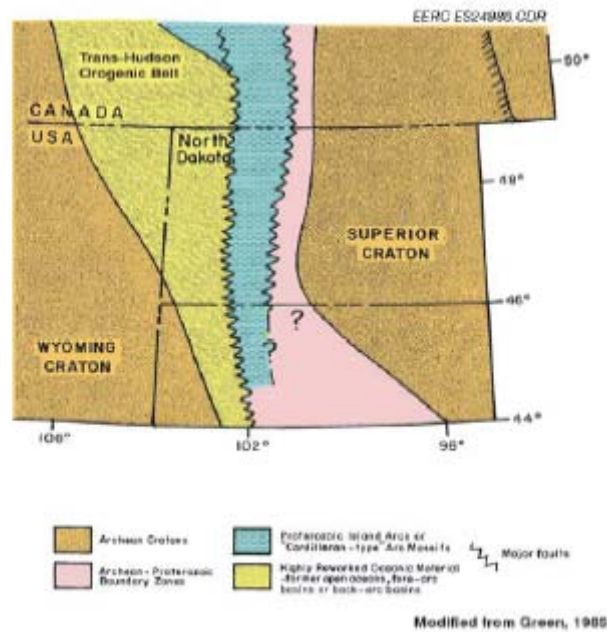 EERC ES24986.CDR
Trans-Hudson
Orogenic Belt
50°
CANADA
USA
North
Dakota
48°
SUPERIOR
CRATON
46°
?
?
WYOMING
CRATON
44°
106°
102°
98°
Archean Cratons
Archean-Proterozoic
Boundary Zones
Proterozoic Island Arcs or
"Cordilleran-type" Arc Massifs
Highly Reworked Oceanic Material
-former open oceans, fore-arc
basins or back-arc basins
Major Faults
Modified from Green, 1985